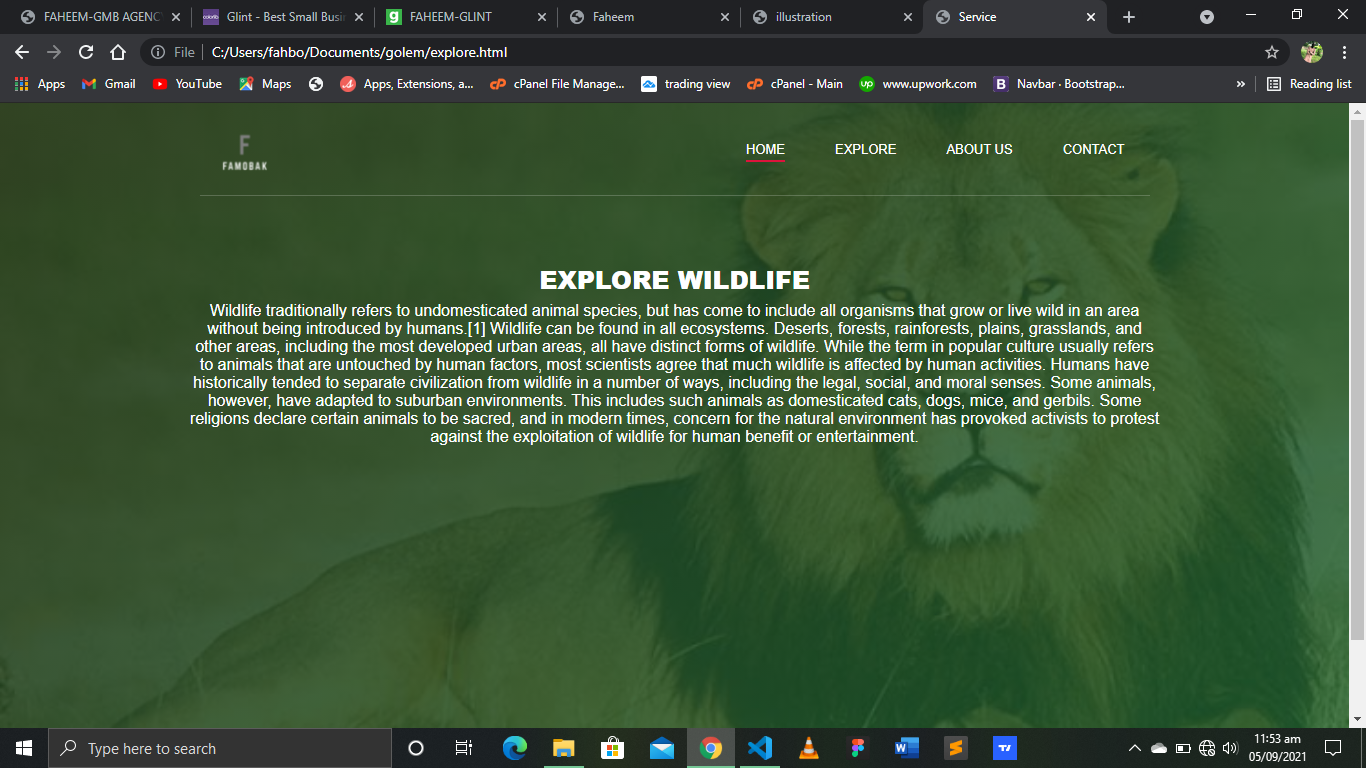 FAHEEM-GMB AGENC
Glint - Best Small Busi
FAHEEM-GLINT
Faheem
illustration
Service
File
C:/Users/fahbo/Documents/golem/explore.html
Apps
Gmail
YouTube
Maps
Apps, Extensions, a...
cPanel File Manage...
trading view
cPanel - Main
www.upwork.com
Navbar · Bootstrap...
»
Reading list
F
FAMOBAK
HOME
EXPLORE
ABOUT US
CONTACT
EXPLORE WILDLIFE
Wildlife traditionally refers to undomesticated animal species, but has come to include all organisms that grow or live wild in an area
without being introduced by humans.[1] Wildlife can be found in all ecosystems. Deserts, forests, rainforests, plains, grasslands, and
other areas, including the most developed urban areas, all have distinct forms of wildlife. While the term in popular culture usually refers
to animals that are untouched by human factors, most scientists agree that much wildlife is affected by human activities. Humans have
historically tended to separate civilization from wildlife in a number of ways, including the legal, social, and moral senses. Some animals,
however, have adapted to suburban environments. This includes such animals as domesticated cats, dogs, mice, and gerbils. Some
religions declare certain animals to be sacred, and in modern times, concern for the natural environment has provoked activists to protest
against the exploitation of wildlife for human benefit or entertainment.
Type here to search
11:53 am
05/09/2021